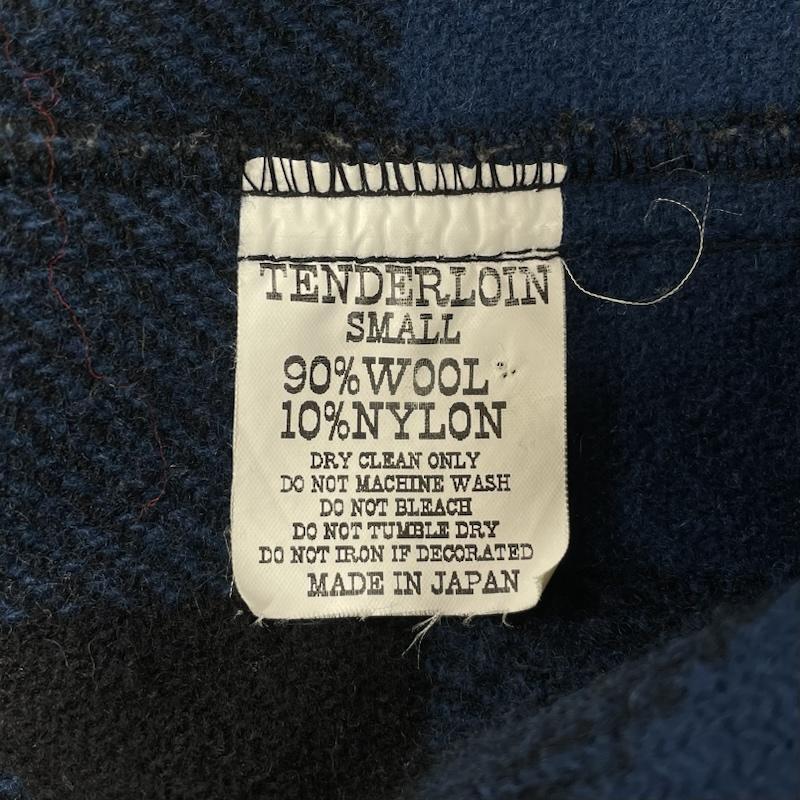 TENDERLOIN
SMALL
90%WOOL
10%NYLON
DRY CLEAN ONLY
DO NOT MACHINE WASH
DO NOT BLEACH
DO NOT TUMBLE DRY
DO NOT IRON IF DECORATED
MADE IN JAPAN